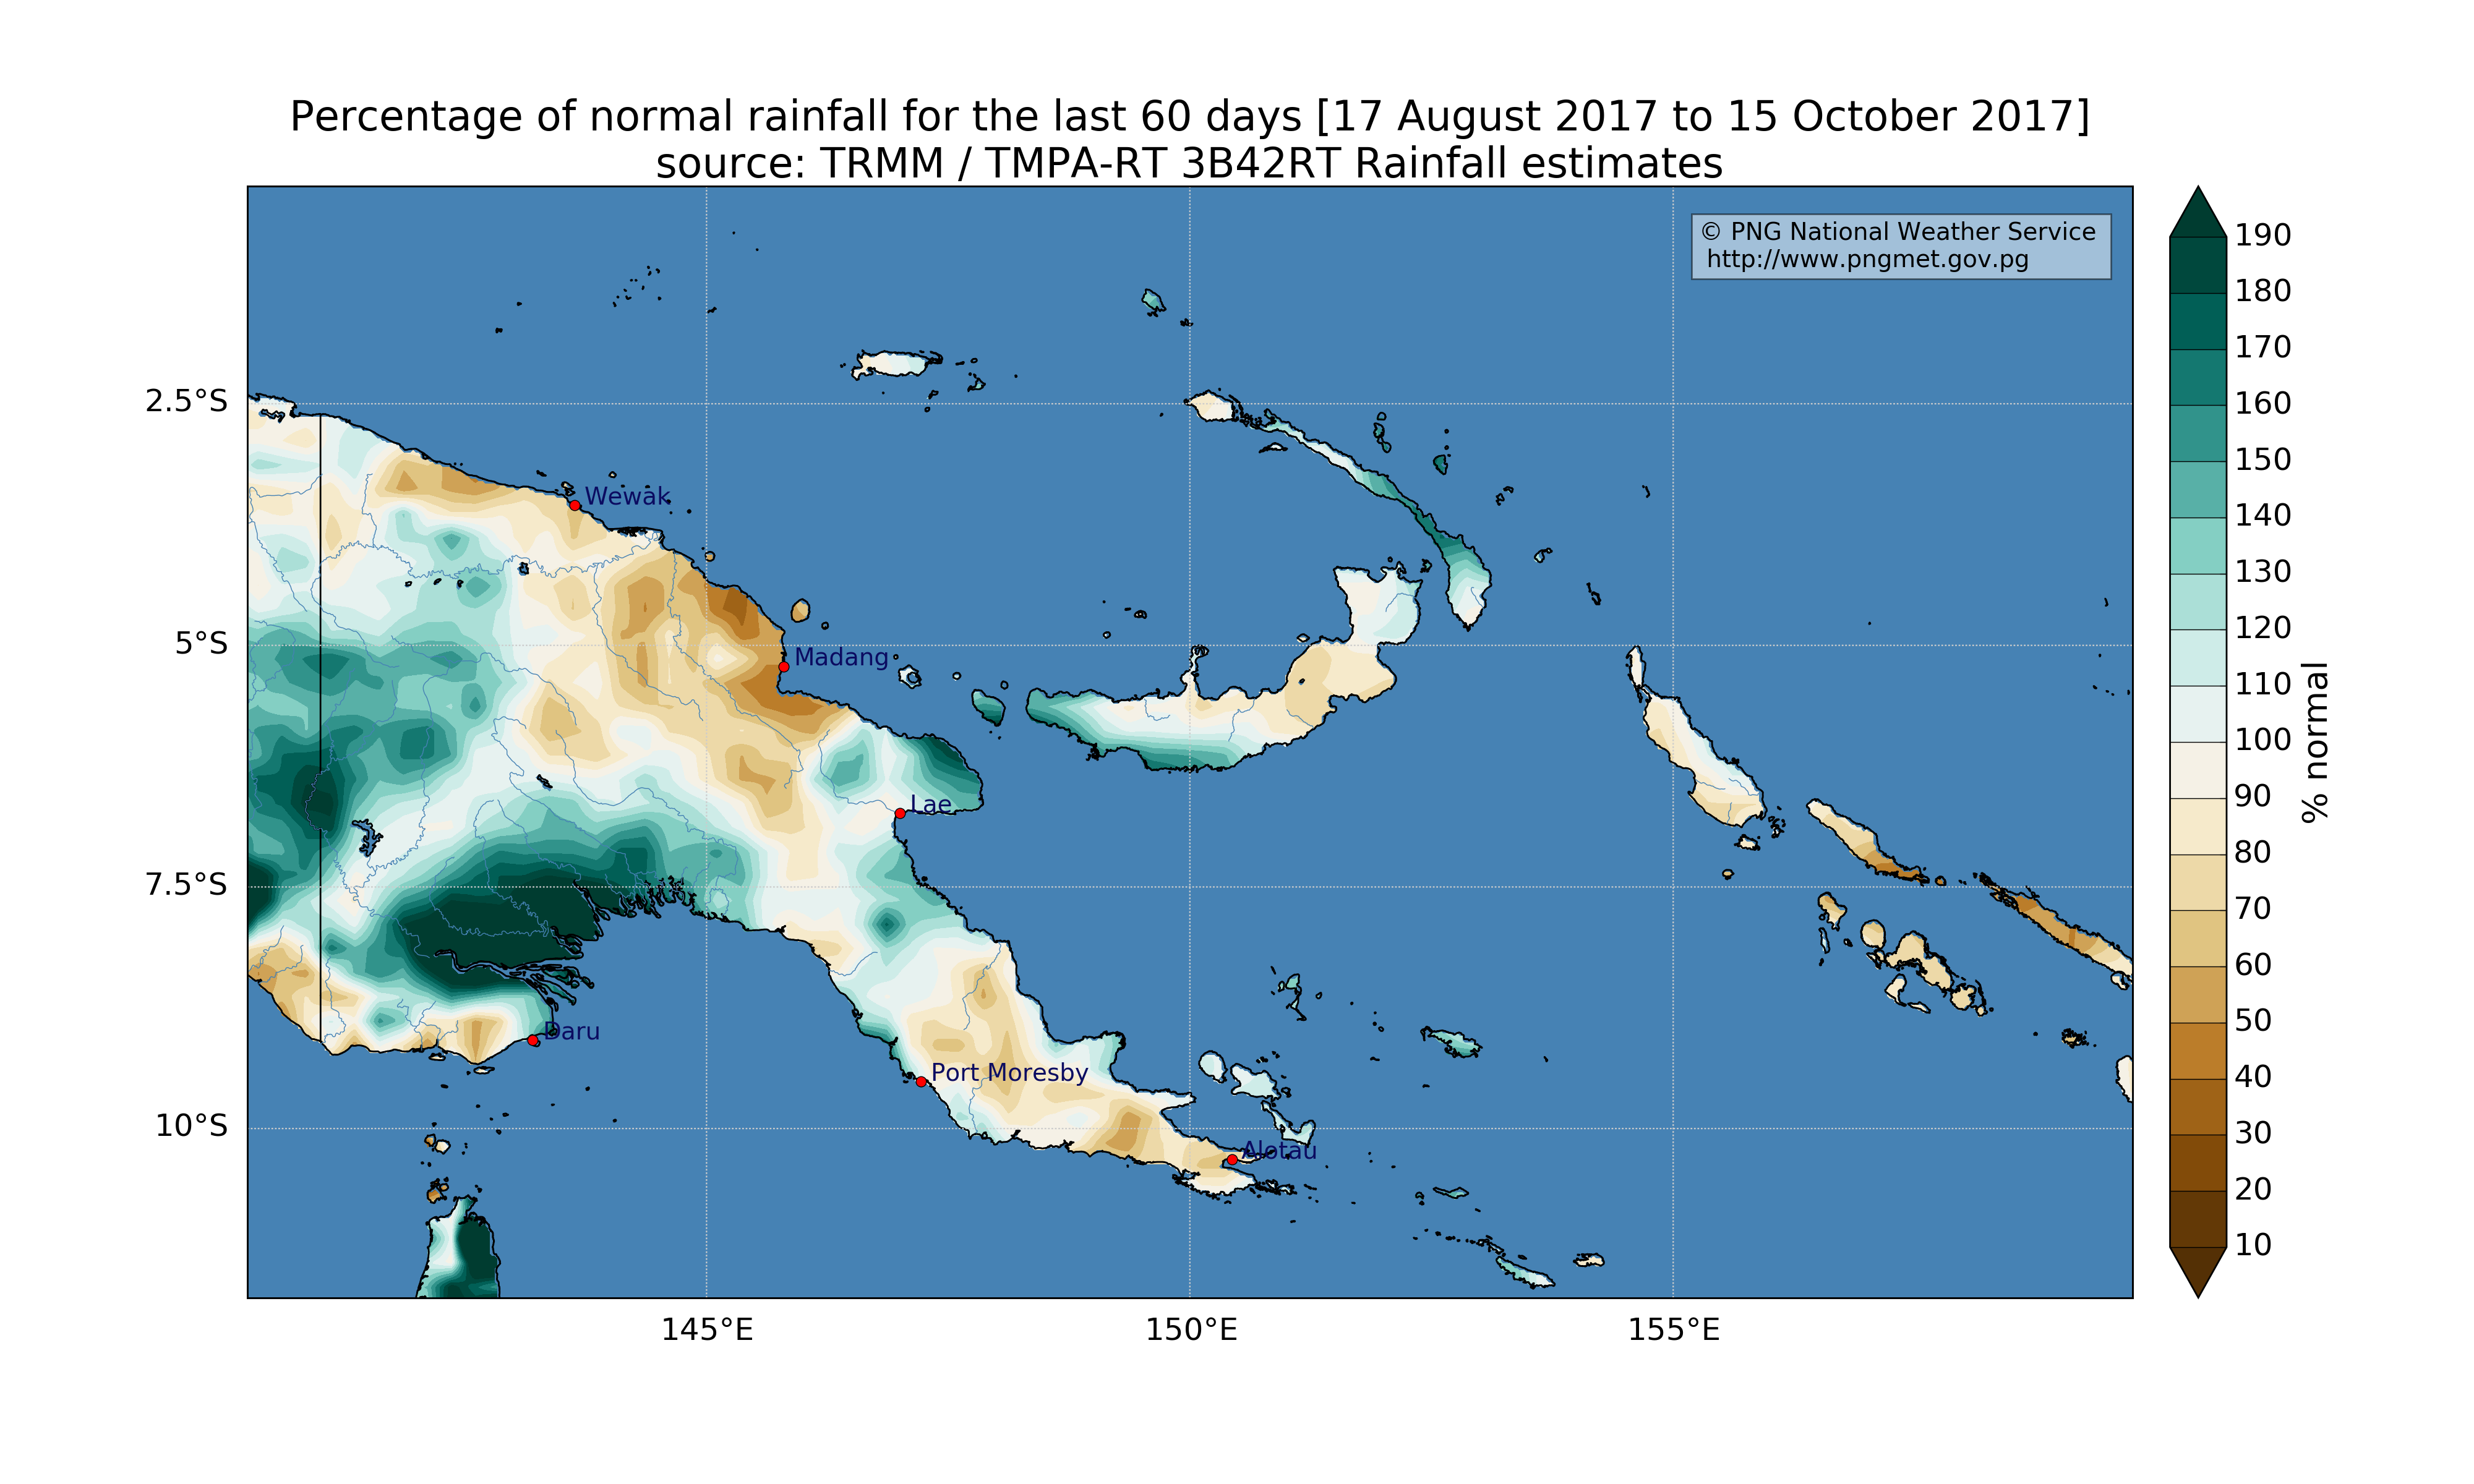 Percentage of normal rainfall for the last 60 days [17 August 2017 to 15 October 2017]
source: TRMM / TMPA-RT 3B42RT Rainfall estimates
© PNG National Weather Service
http://www.pngmet.gov.pg
2.5°S
5°S
7.5°S
10°S
Wewak
Madang
Lae
Daru
Port Moresby
Alotau
145°E
150°E
155°E
190
180
170
160
150
140
130
120
110
100
90
80
70
60
50
40
30
20
10
% normal